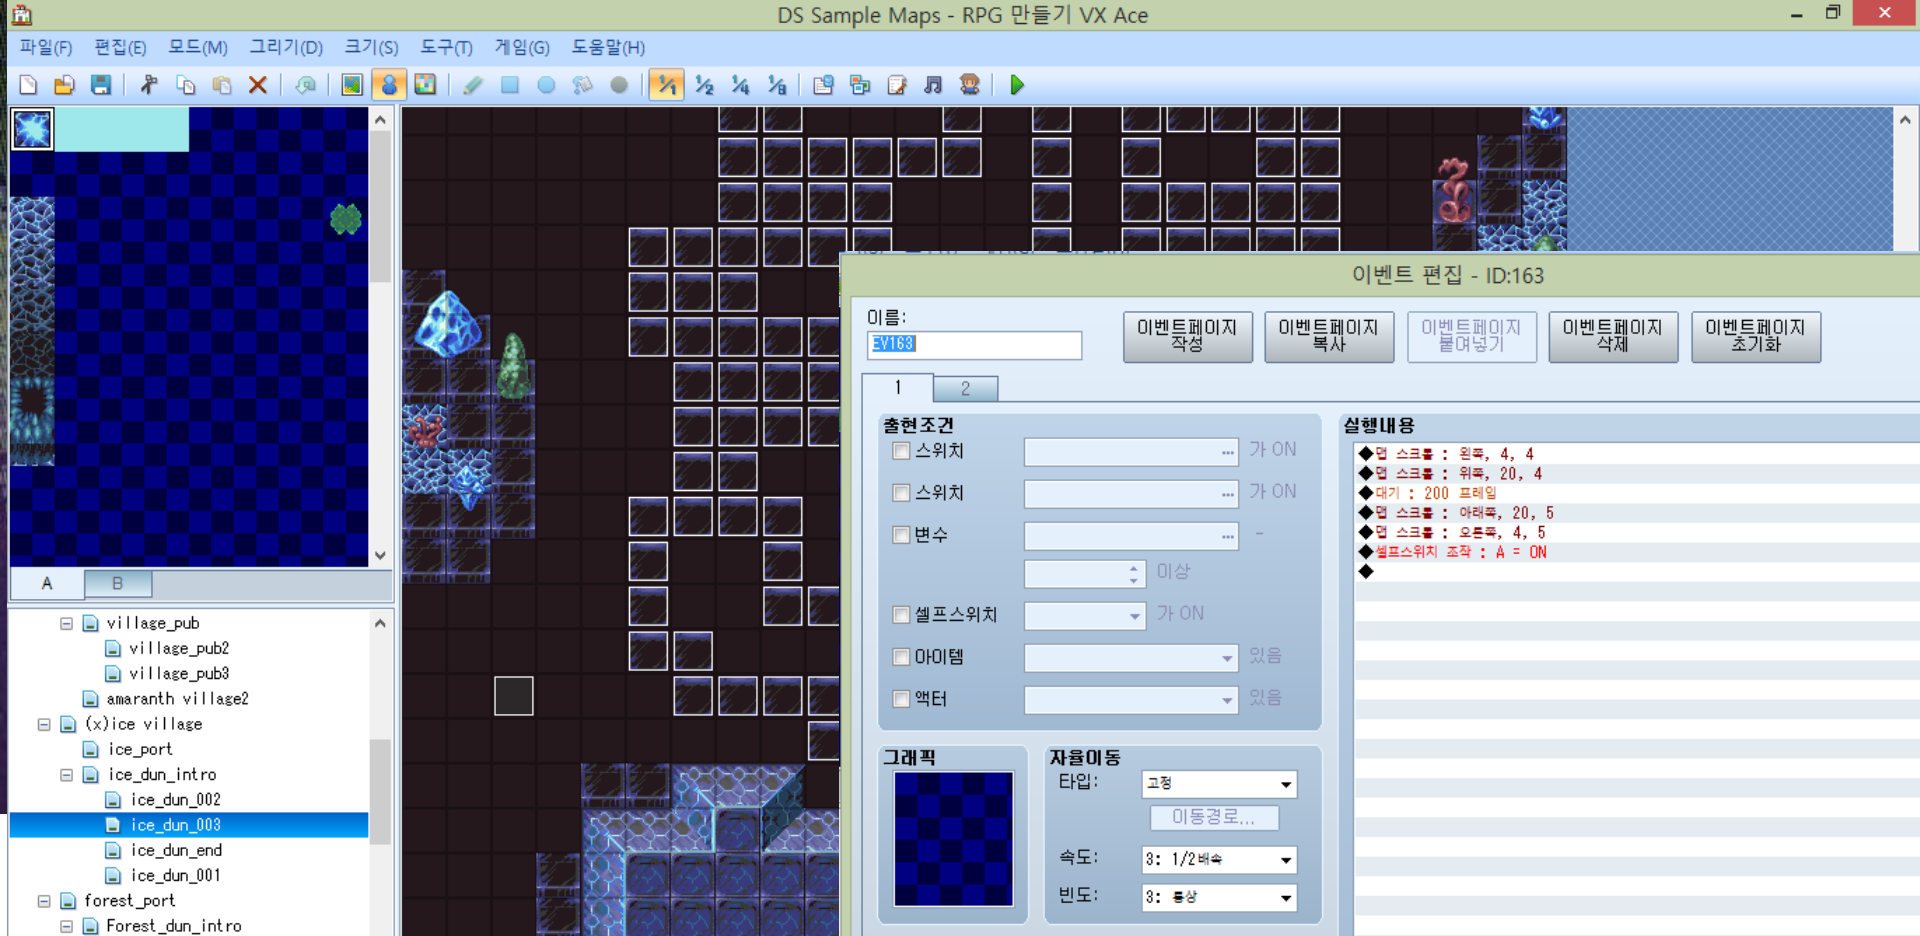 DS Sample Maps - RPG 만들기 VX Ace
파일(F) 편집(E) 모드(M) 그리기(D) 크기(S) 도구(T) 게임(G) 도움말(H)
1/1 1/2 1/4 1/8
A B
village_pub
village_pub2
village_pub3
amaranth village2
(x)ice village
ice_port
ice_dun_intro
ice_dun_002
ice_dun_003
ice_dun_end
ice_dun_001
forest_port
Forest_dun_intro
이벤트 편집 - ID:163
이름:
EV163
이벤트페이지 작성
이벤트페이지 복사
이벤트페이지 붙여넣기
이벤트페이지 삭제
이벤트페이지 초기화
1 2
출현조건
스위치 ... 가 ON
스위치 ... 가 ON
변수 ... -
이상
셀프스위치 가 ON
아이템 있음
액터 있음
그래픽
자율이동
타입: 고정
이동경로...
속도: 3: 1/2배속
빈도: 3: 통상
실행내용
◆맵 스크롤 : 왼쪽, 4, 4
◆맵 스크롤 : 위쪽, 20, 4
◆대기 : 200 프레임
◆맵 스크롤 : 아래쪽, 20, 5
◆맵 스크롤 : 오른쪽, 4, 5
◆셀프스위치 조작 : A = ON
◆